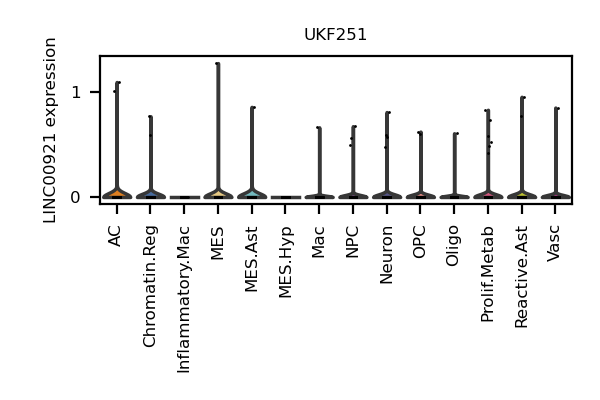 UKF251
LINC00921 expression
1
0
AC
Chromatin.Reg
Inflammatory.Mac
MES
MES.Ast
MES.Hyp
Mac
NPC
Neuron
OPC
Oligo
Prolif.Metab
Reactive.Ast
Vasc